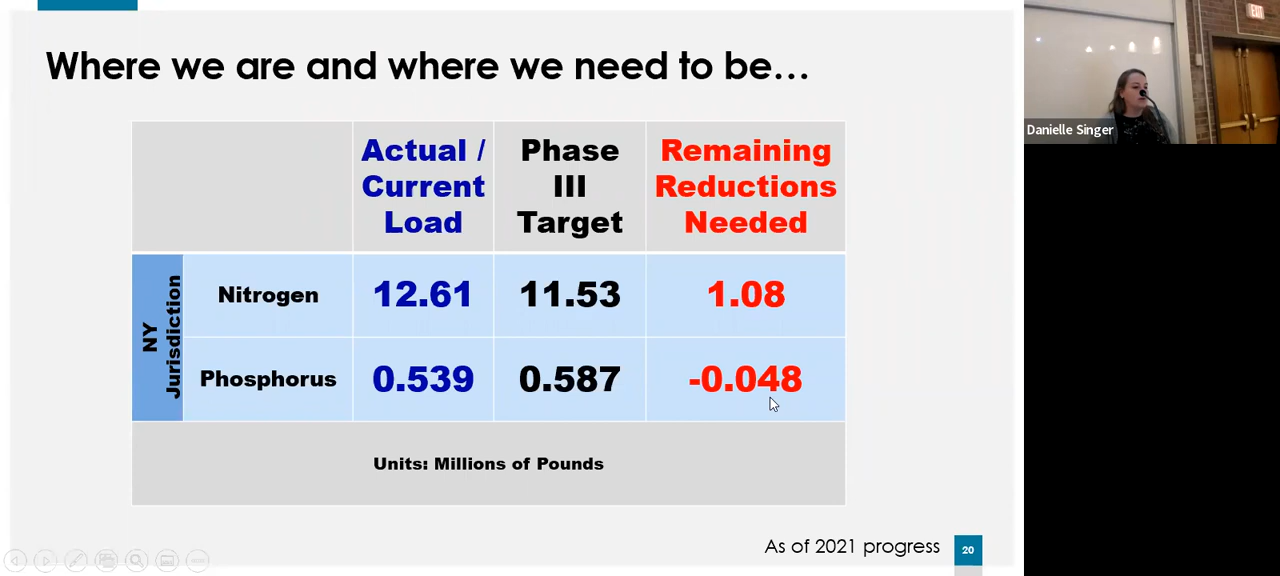 Where we are and where we need to be...
Actual /
Current
Load
Phase
III
Target
Remaining
Reductions
Needed
NY
Jurisdiction
Nitrogen
12.61
11.53
1.08
Phosphorus
0.539
0.587
-0.048
Units: Millions of Pounds
As of 2021 progress
20
EXIT
Danielle Singer